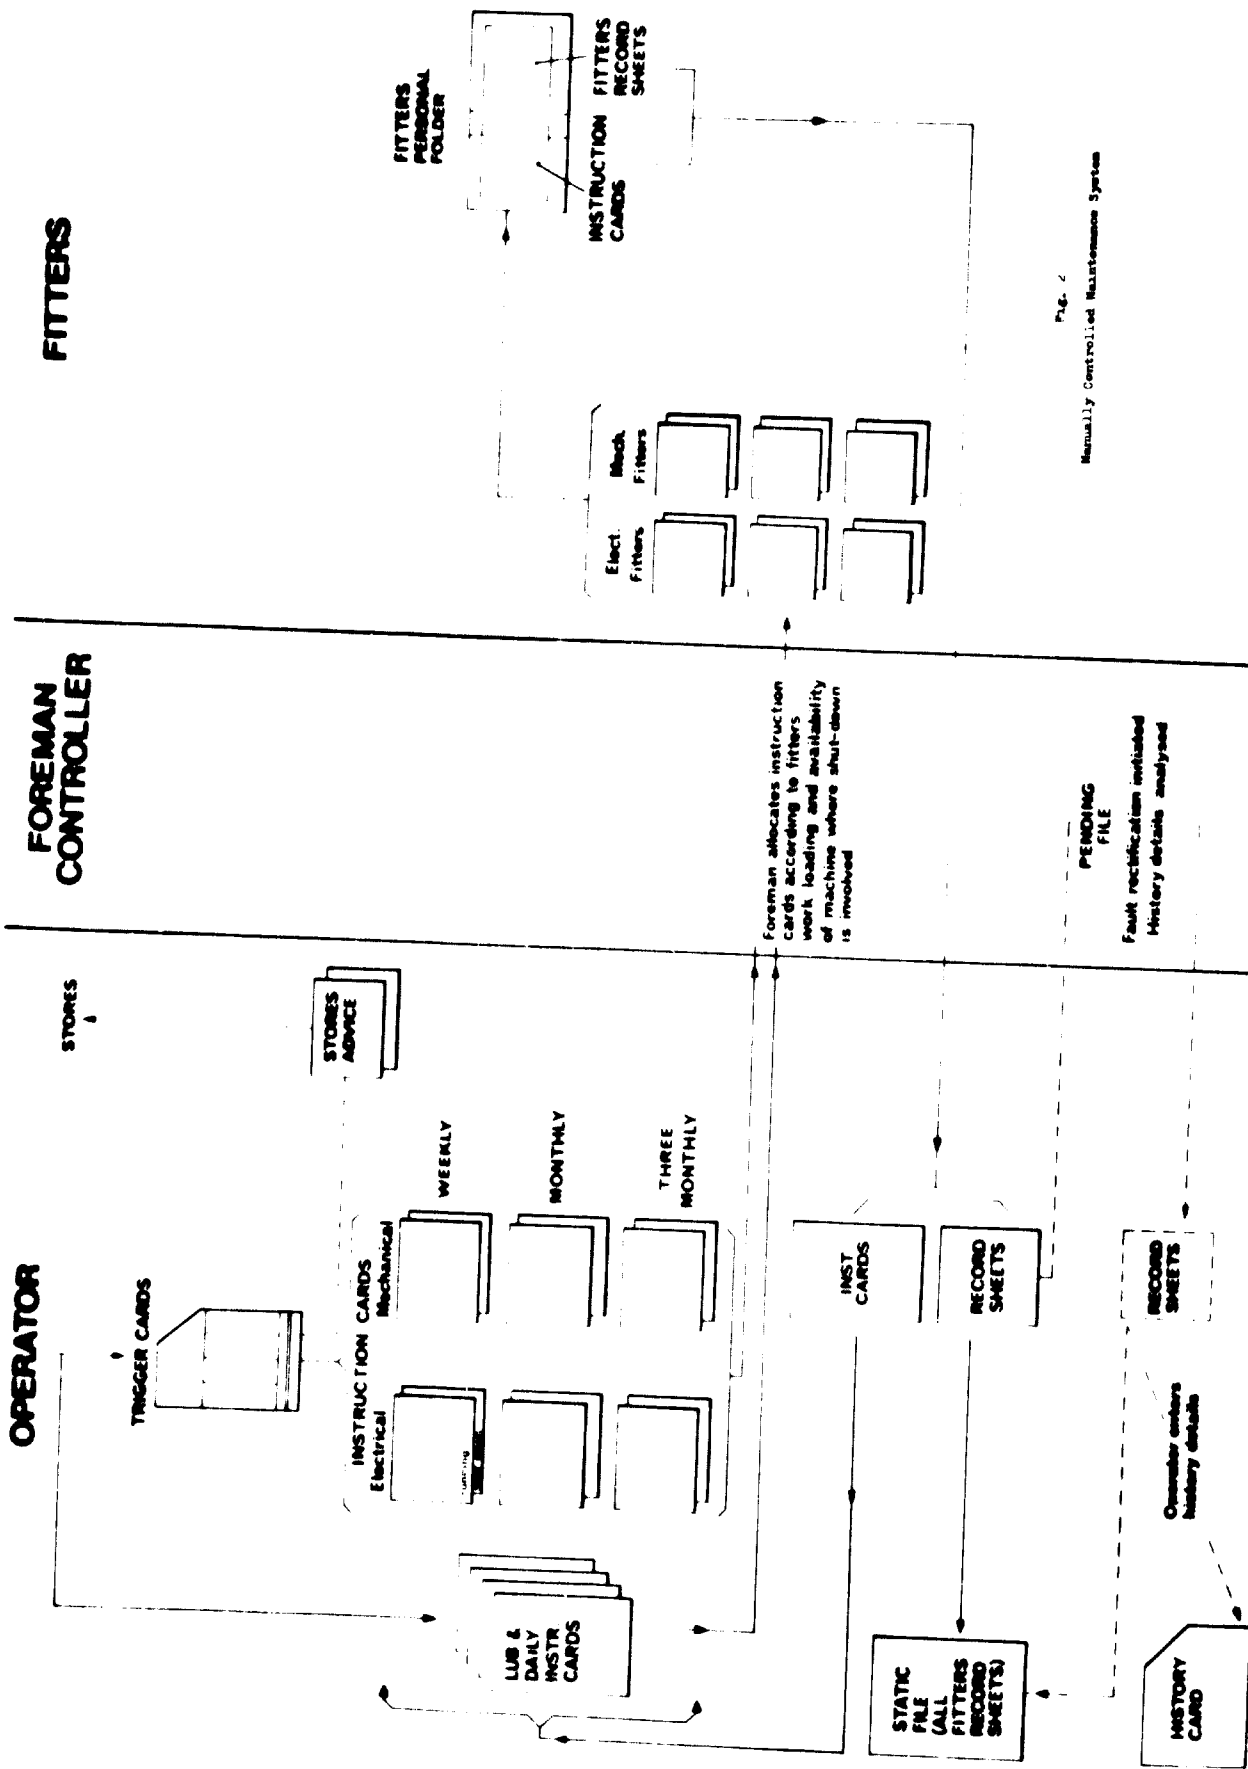 OPERATOR
FOREMAN
CONTROLLER
FITTERS
STORES
TRIGGER CARDS
STORES
ADVICE
INSTRUCTION CARDS
Electrical
Mechanical
WEEKLY
MONTHLY
THREE
MONTHLY
LUB &
DAILY
INSTR
CARDS
Foreman allocates instruction
cards according to fitters
work loading and availability
of machine where shut-down
is involved
Elect.
Fitters
Mech.
Fitters
FITTERS
PERSONAL
FOLDER
INSTRUCTION
CARDS
FITTERS
RECORD
SHEETS
INST
CARDS
RECORD
SHEETS
STATIC
FILE
(ALL
FITTERS
RECORD
SHEETS)
PENDING
FILE
Fault rectification initiated
History details analysed
RECORD
SHEETS
Operator enters
history details
HISTORY
CARD
Fig. 2
Manually Controlled Maintenance System